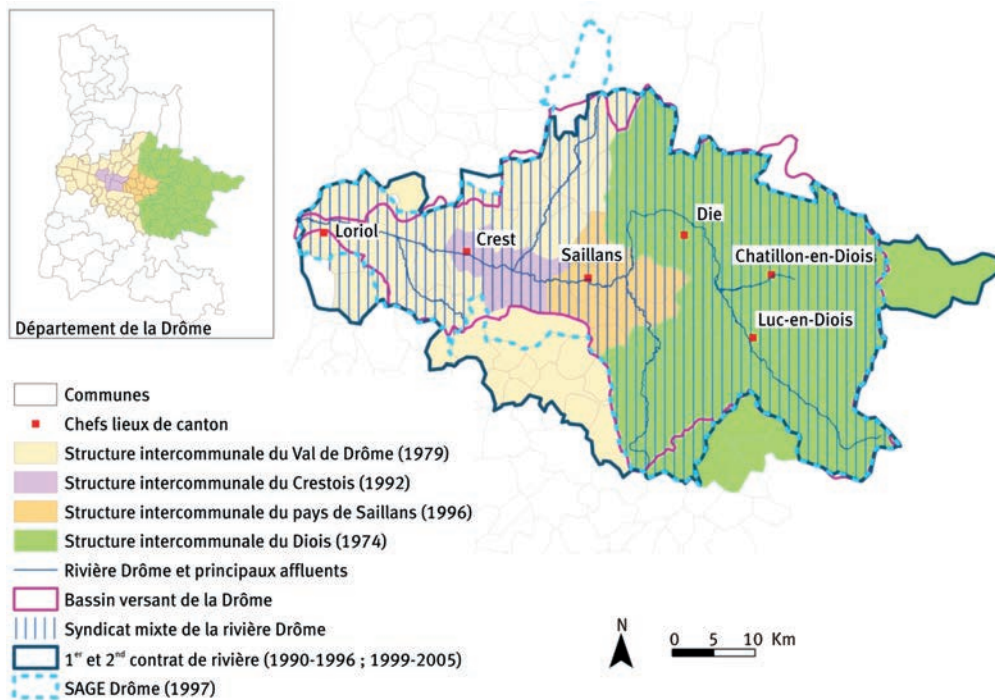 Département de la Drôme
Loriol
Crest
Saillans
Die
Chatillon-en-Diois
Luc-en-Diois
Communes
Chefs lieux de canton
Structure intercommunale du Val de Drôme (1979)
Structure intercommunale du Crestois (1992)
Structure intercommunale du pays de Saillans (1996)
Structure intercommunale du Diois (1974)
Rivière Drôme et principaux affluents
Bassin versant de la Drôme
Syndicat mixte de la rivière Drôme
1er et 2nd contrat de rivière (1990-1996 ; 1999-2005)
SAGE Drôme (1997)
N
0 5 10 Km